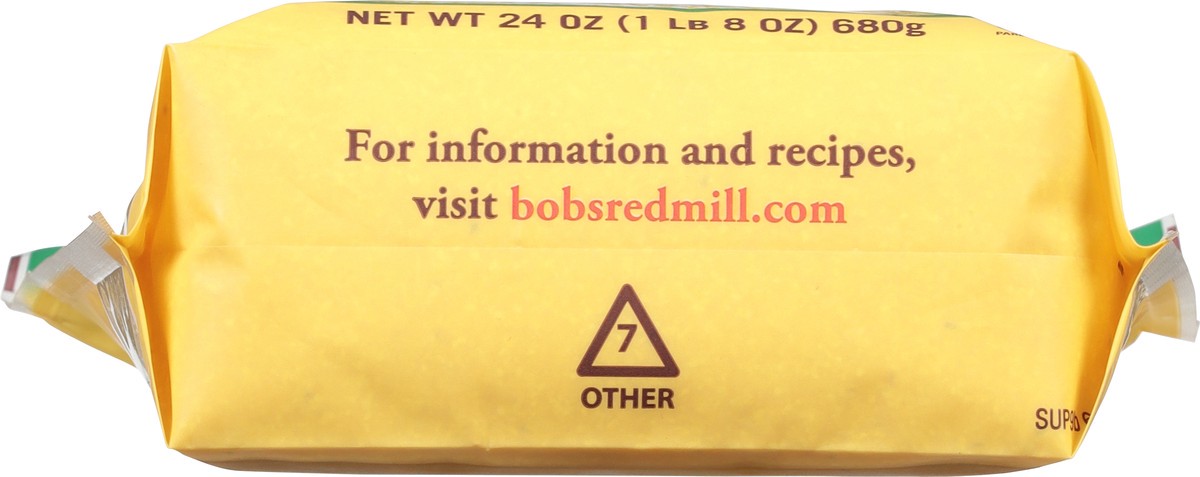 NET WT 24 OZ (1 LB 8 OZ) 680g
For information and recipes,
visit bobsredmill.com
7
OTHER